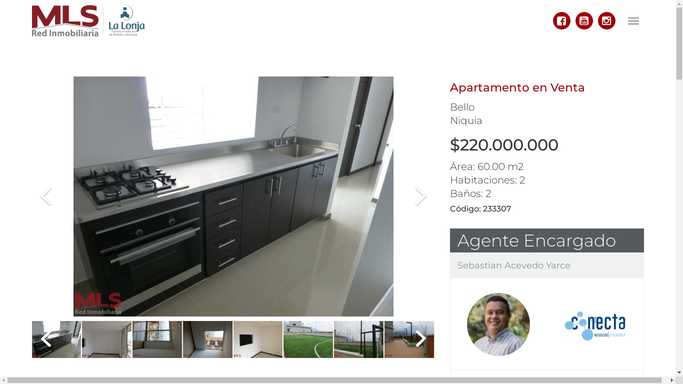 MLS
Red Inmobiliaria
La Lonja
Apartamento en Venta
Bello
Niquia
$220.000.000
Área: 60.00 m2
Habitaciones: 2
Baños: 2
Código: 233307
MLS
Red Inmobiliaria
Agente Encargado
Sebastian Acevedo Yarce
conecta